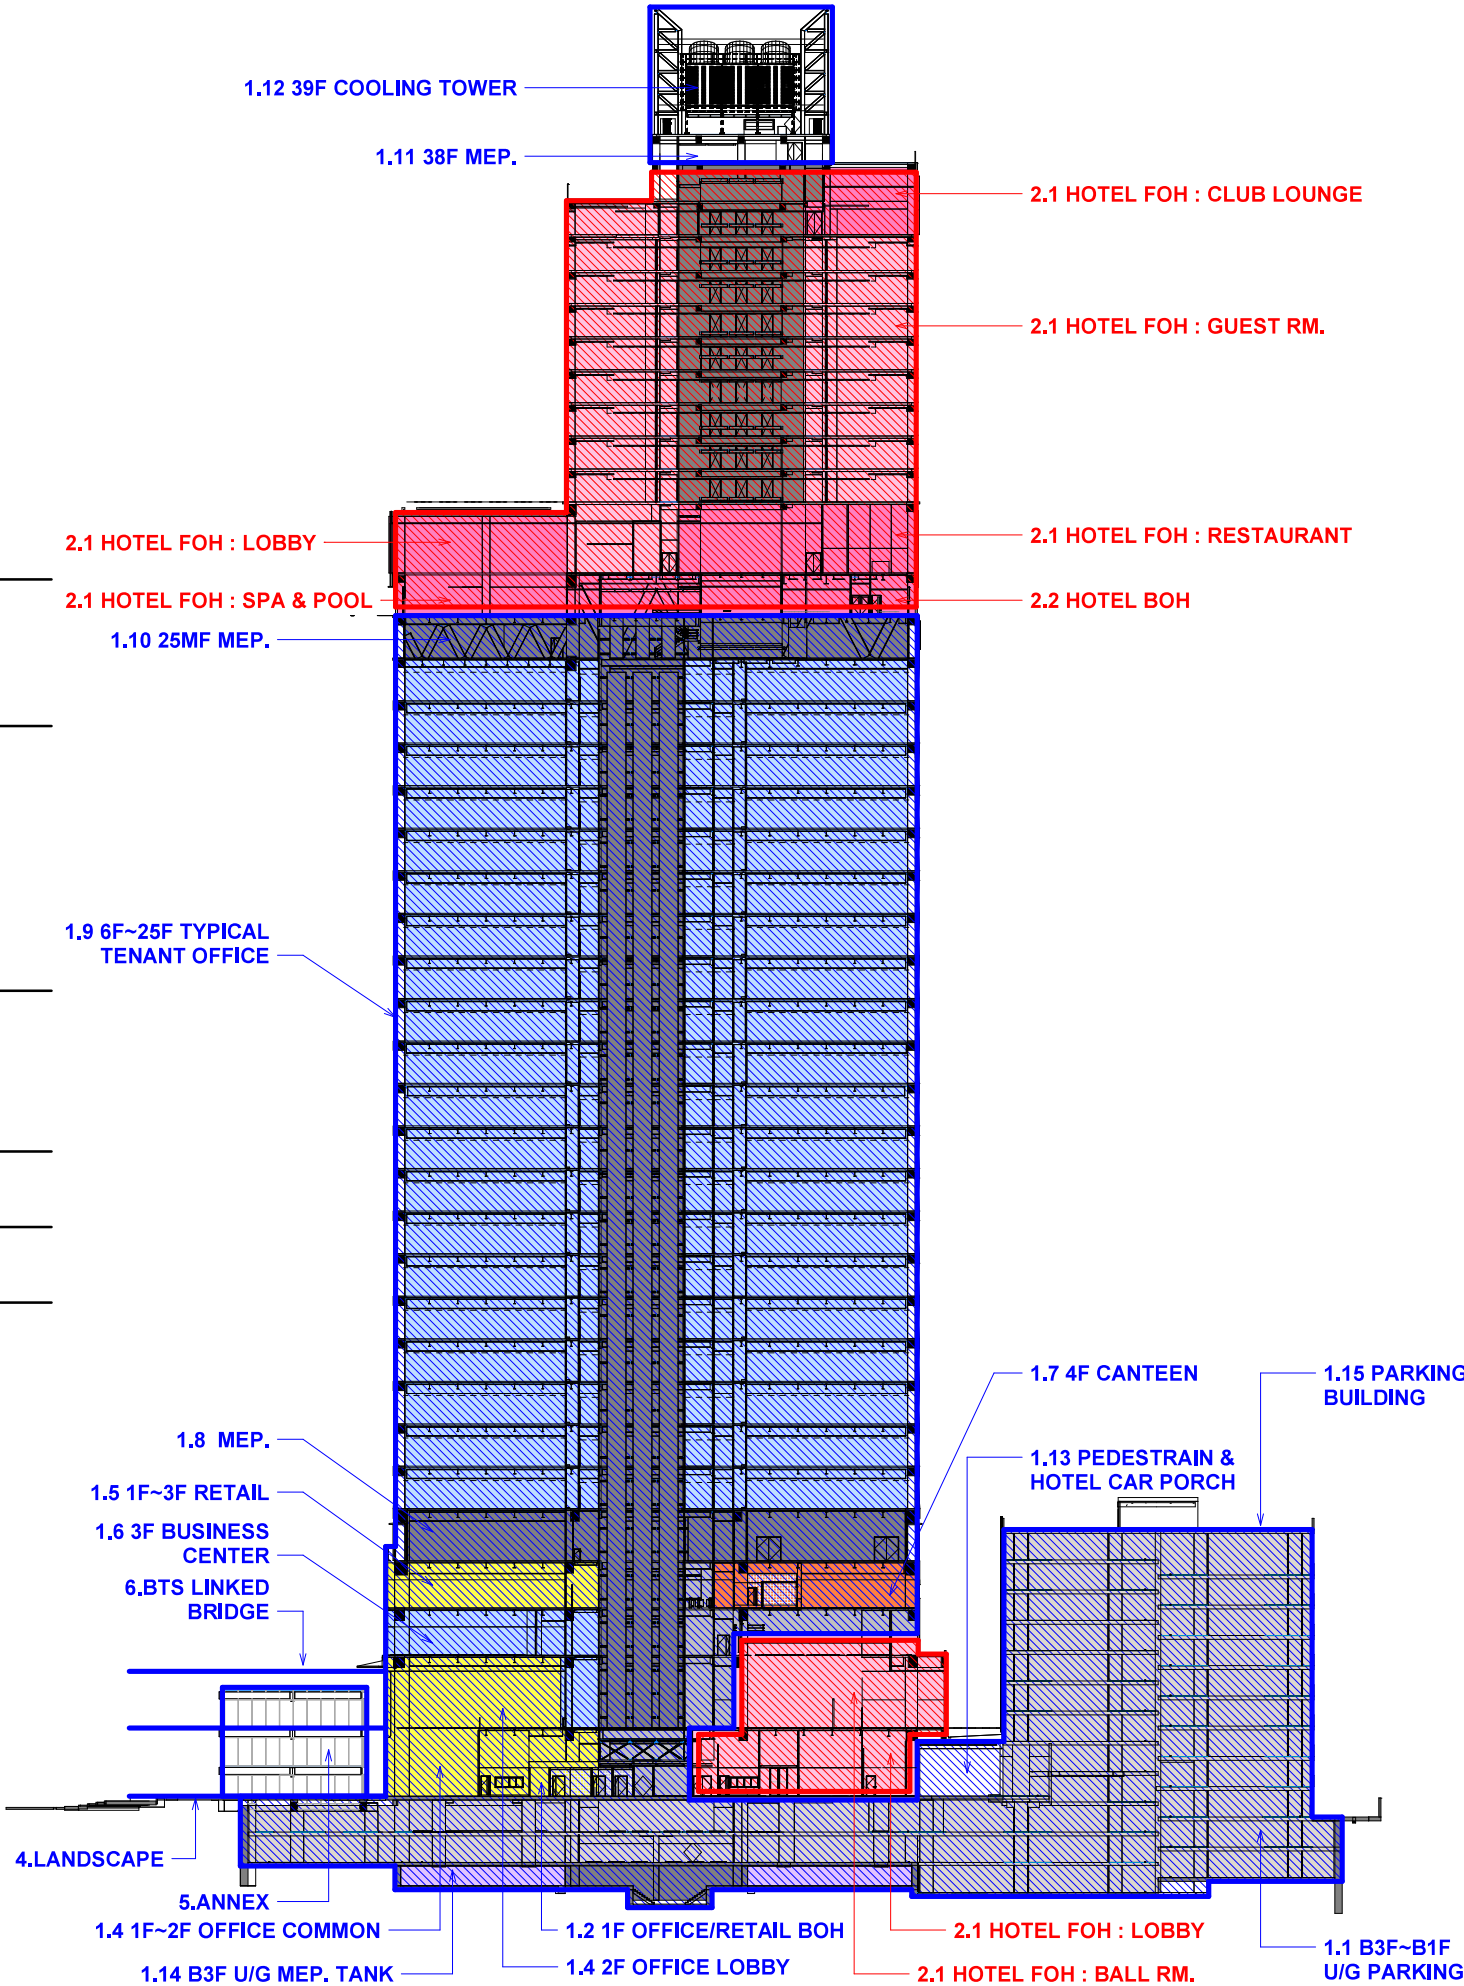 1.12 39F COOLING TOWER
1.11 38F MEP.
2.1 HOTEL FOH : CLUB LOUNGE
2.1 HOTEL FOH : GUEST RM.
2.1 HOTEL FOH : LOBBY
2.1 HOTEL FOH : RESTAURANT
2.1 HOTEL FOH : SPA & POOL
2.2 HOTEL BOH
1.10 25MF MEP.
1.9 6F~25F TYPICAL
TENANT OFFICE
1.7 4F CANTEEN
1.15 PARKING
BUILDING
1.8 MEP.
1.13 PEDESTRAIN &
HOTEL CAR PORCH
1.5 1F~3F RETAIL
1.6 3F BUSINESS
CENTER
6.BTS LINKED
BRIDGE
4.LANDSCAPE
5.ANNEX
1.4 1F~2F OFFICE COMMON
1.2 1F OFFICE/RETAIL BOH
2.1 HOTEL FOH : LOBBY
1.14 B3F U/G MEP. TANK
1.4 2F OFFICE LOBBY
2.1 HOTEL FOH : BALL RM.
1.1 B3F~B1F
U/G PARKING